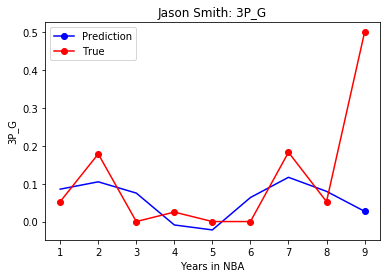 Jason Smith: 3P_G
Prediction
True
0.5
0.4
0.3
0.2
0.1
0.0
3P_G
1 2 3 4 5 6 7 8 9
Years in NBA